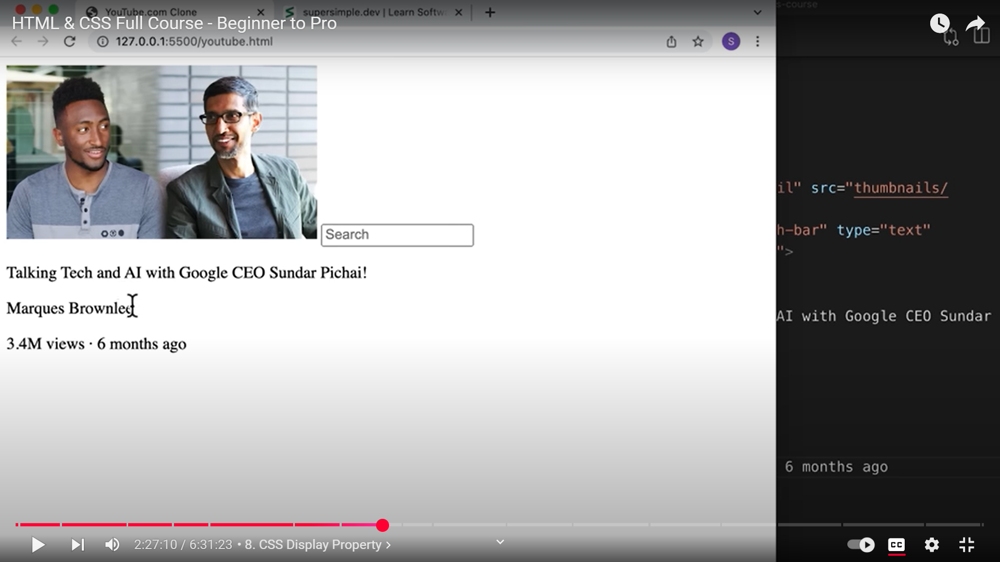 YouTube.com Clone
supersimple.dev | Learn Softw
s-course
HTML & CSS Full Course - Beginner to Pro
127.0.0.1:5500/youtube.html
S
il" src="thumbnails/
h-bar" type="text"
Search
">
Talking Tech and AI with Google CEO Sundar Pichai!
Marques Brownlee
AI with Google CEO Sundar
3.4M views · 6 months ago
6 months ago
2:27:10 / 6:31:23 • 8. CSS Display Property
CC